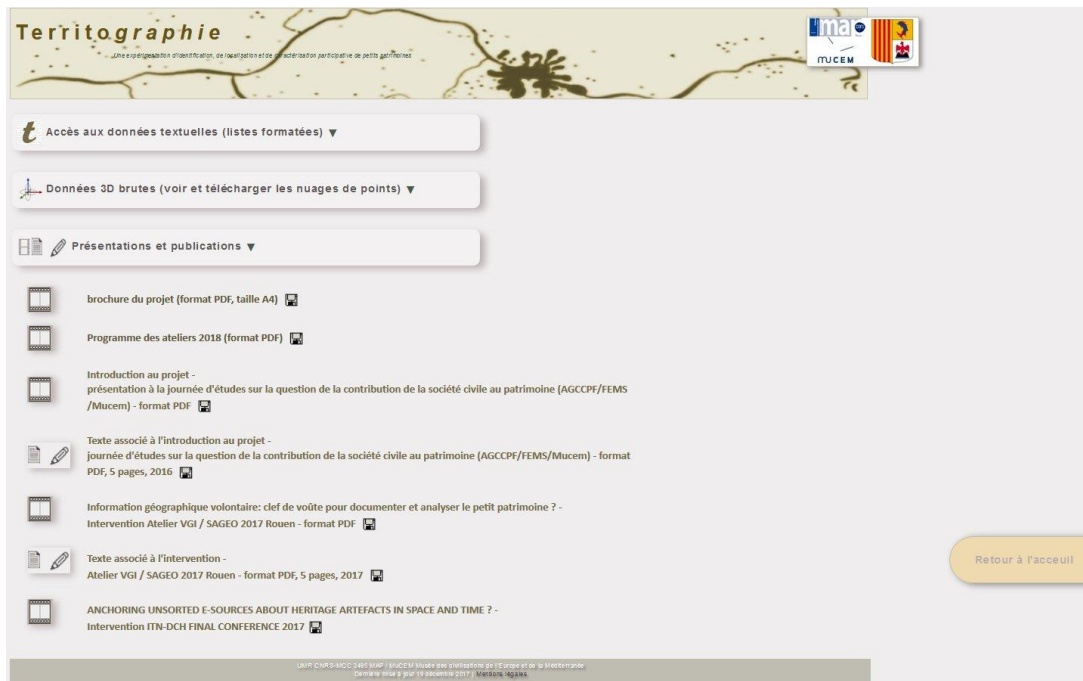 Territographie
Une expérigentation d'identification, de localisation et de caractérisation participative de petits patrimoines
map
MUCEM
t Accès aux données textuelles (listes formatées) ▼
Données 3D brutes (voir et télécharger les nuages de points) ▼
Présentations et publications ▼
brochure du projet (format PDF, taille A4)
Programme des ateliers 2018 (format PDF)
Introduction au projet -
présentation à la journée d'études sur la question de la contribution de la société civile au patrimoine (AGCCPF/FEMS
/Mucem) - format PDF
Texte associé à l'introduction au projet -
journée d'études sur la question de la contribution de la société civile au patrimoine (AGCCPF/FEMS/Mucem) - format
PDF, 5 pages, 2016
Information géographique volontaire: clef de voûte pour documenter et analyser le petit patrimoine ? -
Intervention Atelier VGI / SAGEO 2017 Rouen - format PDF
Texte associé à l'intervention -
Atelier VGI / SAGEO 2017 Rouen - format PDF, 5 pages, 2017
Retour à l'acceuil
ANCHORING UNSORTED E-SOURCES ABOUT HERITAGE ARTEFACTS IN SPACE AND TIME ? -
Intervention ITN-DCH FINAL CONFERENCE 2017
UMR CNRS-MCC 3495 MAP / MuCEM Musée des civilisations de l'Europe et de la Méditerranée
Dernière mise à jour 19 décembre 2017 | Mentions légales